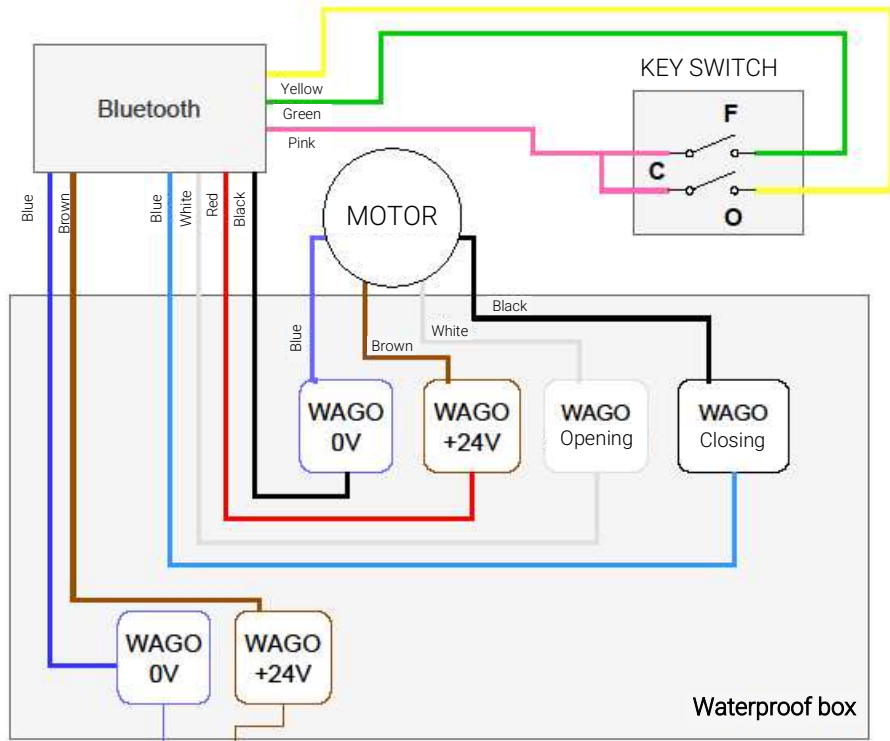 Bluetooth
Yellow
Green
Pink
KEY SWITCH
F
C
O
Blue
Brown
Blue
White
Red
Black
MOTOR
Blue
Brown
White
Black
WAGO
0V
WAGO
+24V
WAGO
Opening
WAGO
Closing
WAGO
0V
WAGO
+24V
Waterproof box